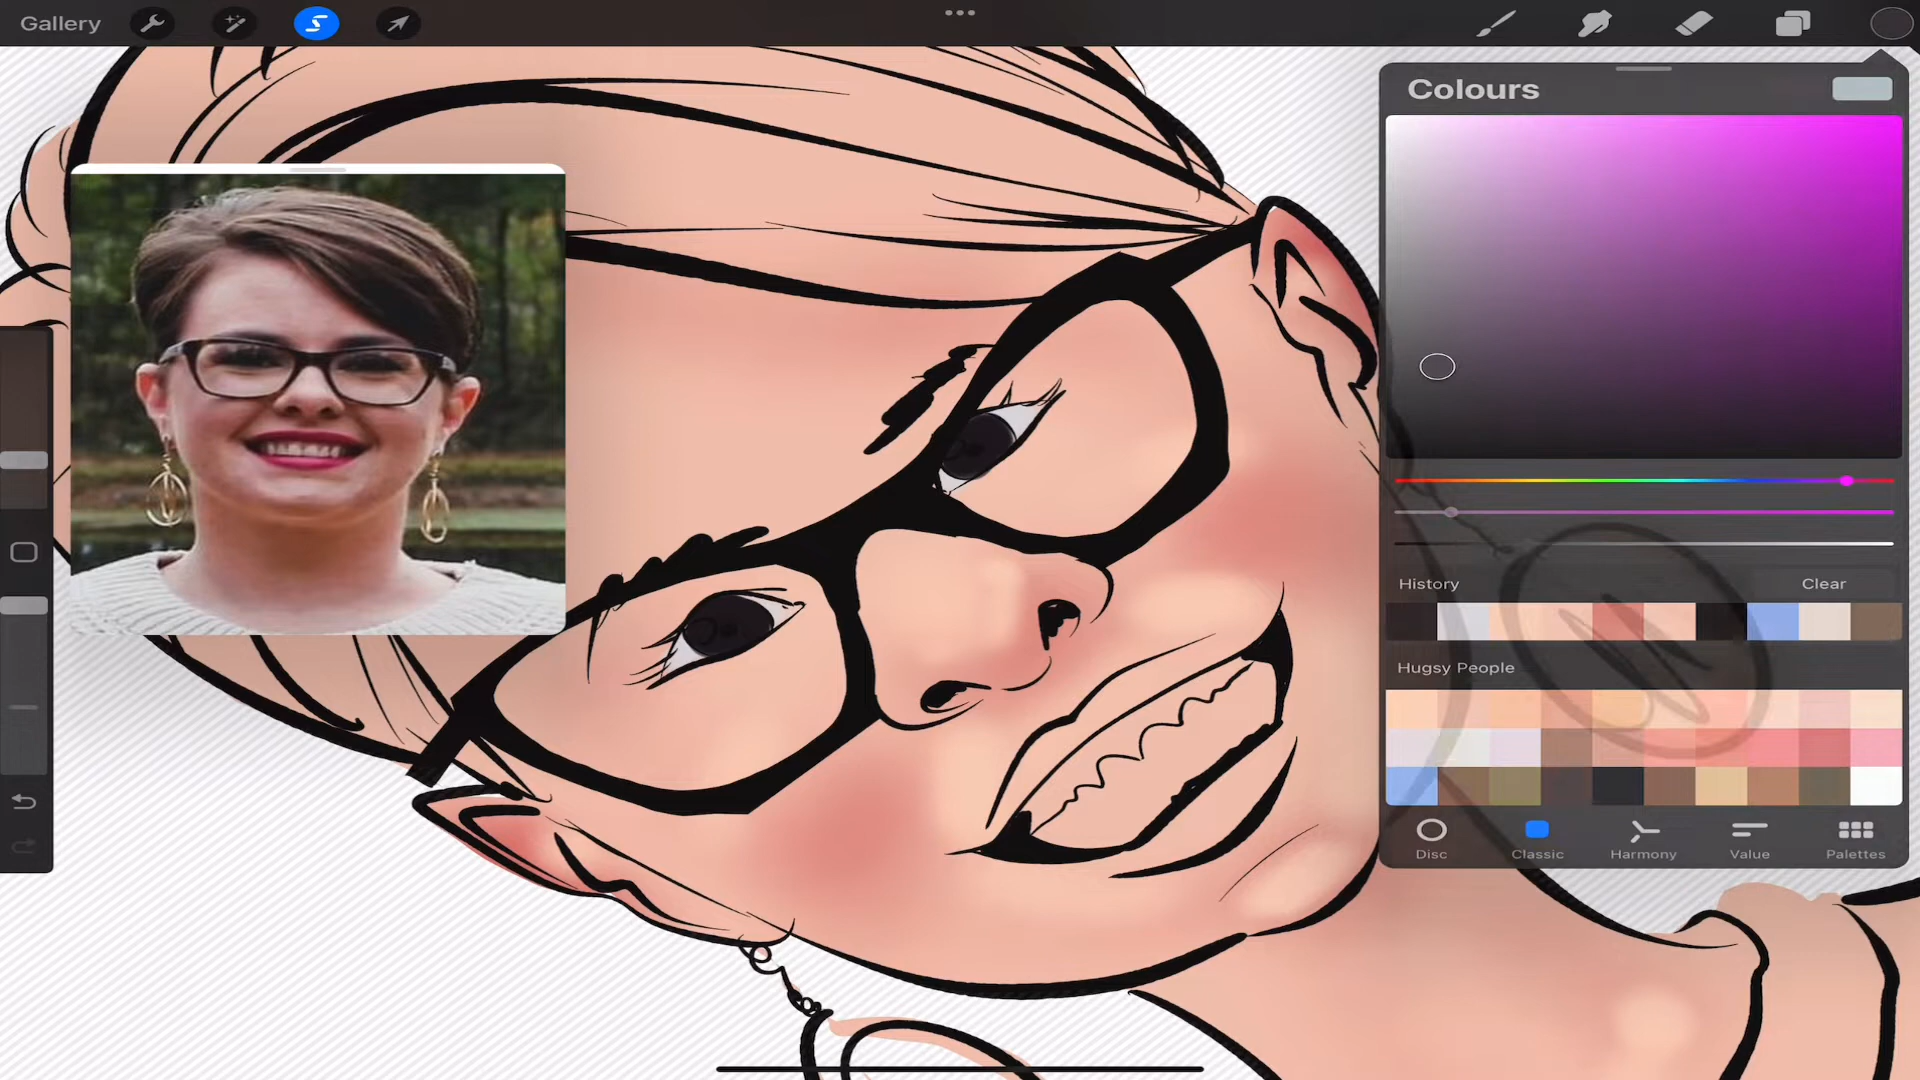 Gallery
Colours
History Clear
Hugsy People
Disc Classic Harmony Value Palettes